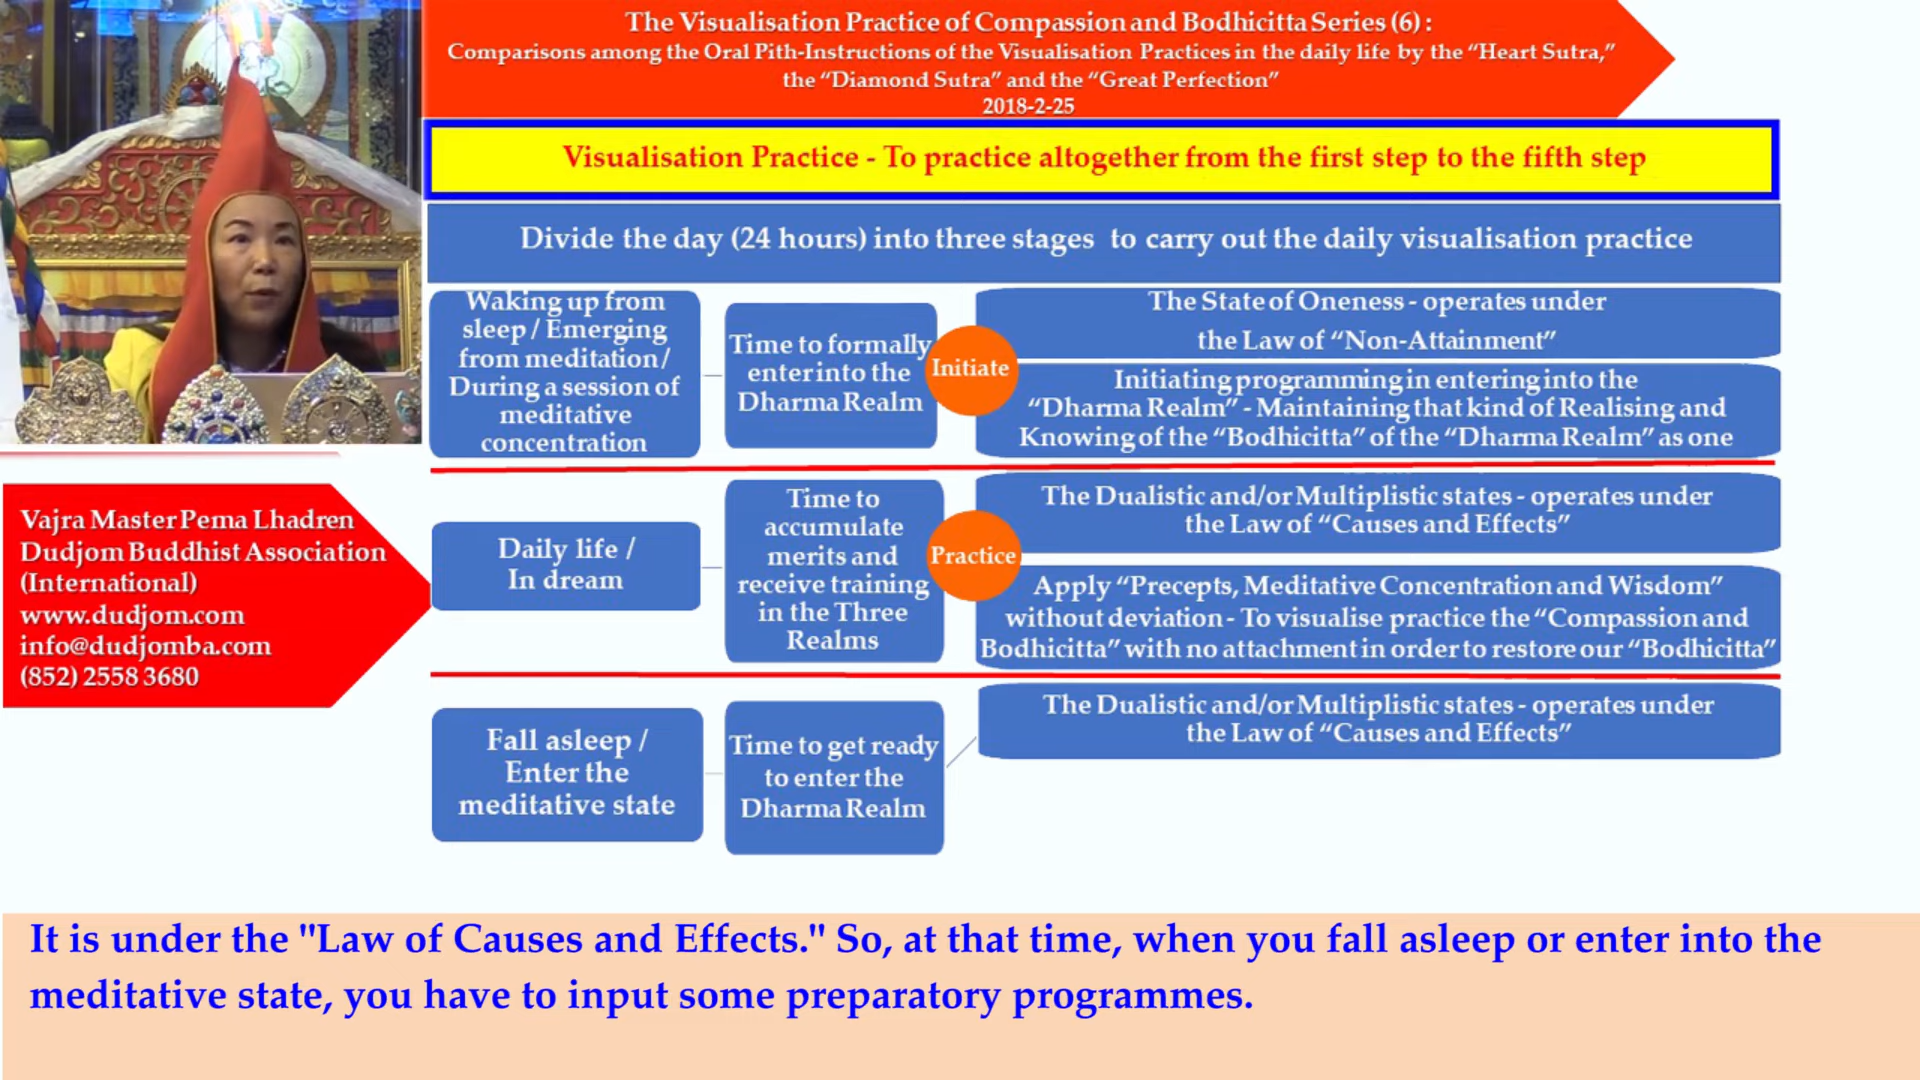 The Visualisation Practice of Compassion and Bodhicitta Series (6) :
Comparisons among the Oral Pith-Instructions of the Visualisation Practices in the daily life by the “Heart Sutra,”
the “Diamond Sutra” and the “Great Perfection”
2018-2-25
Visualisation Practice - To practice altogether from the first step to the fifth step
Divide the day (24 hours) into three stages to carry out the daily visualisation practice
Waking up from
sleep / Emerging
from meditation/
During a session of
meditative
concentration
Time to formally
enter into the
Dharma Realm
Initiate
The State of Oneness - operates under
the Law of “Non-Attainment”
Initiating programming in entering into the
“Dharma Realm” - Maintaining that kind of Realising and
Knowing of the “Bodhicitta” of the “Dharma Realm” as one
Daily life /
In dream
Time to
accumulate
merits and
receive training
in the Three
Realms
Practice
The Dualistic and/or Multiplistic states - operates under
the Law of “Causes and Effects”
Apply “Precepts, Meditative Concentration and Wisdom”
without deviation - To visualise practice the “Compassion and
Bodhicitta” with no attachment in order to restore our “Bodhicitta”
Fall asleep /
Enter the
meditative state
Time to get ready
to enter the
Dharma Realm
The Dualistic and/or Multiplistic states - operates under
the Law of “Causes and Effects”
Vajra Master Pema Lhadren
Dudjom Buddhist Association
(International)
www.dudjom.com
info@dudjomba.com
(852) 2558 3680
It is under the "Law of Causes and Effects." So, at that time, when you fall asleep or enter into the
meditative state, you have to input some preparatory programmes.